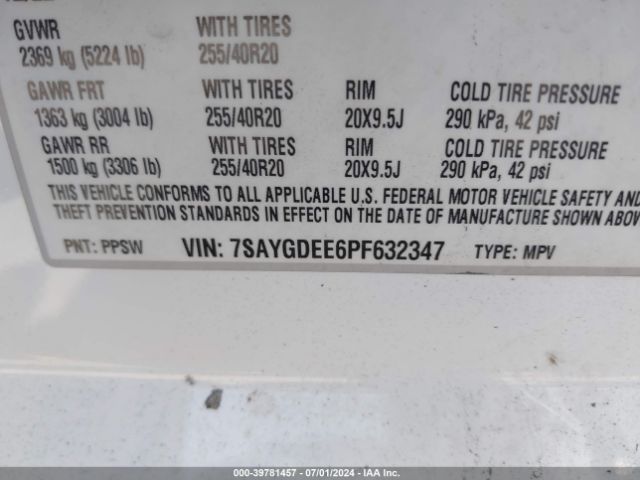 GVWR WITH TIRES
2369 kg (5224 lb) 255/40R20
GAWR FRT WITH TIRES RIM COLD TIRE PRESSURE
1363 kg (3004 lb) 255/40R20 20X9.5J 290 kPa, 42 psi
GAWR RR WITH TIRES RIM COLD TIRE PRESSURE
1500 kg (3306 lb) 255/40R20 20X9.5J 290 kPa, 42 psi
THIS VEHICLE CONFORMS TO ALL APPLICABLE U.S. FEDERAL MOTOR VEHICLE SAFETY AND
THEFT PREVENTION STANDARDS IN EFFECT ON THE DATE OF MANUFACTURE SHOWN ABOV
PNT: PPSW VIN: 7SAYGDEE6PF632347 TYPE: MPV
000-39781457 - 07/01/2024 - IAA Inc.